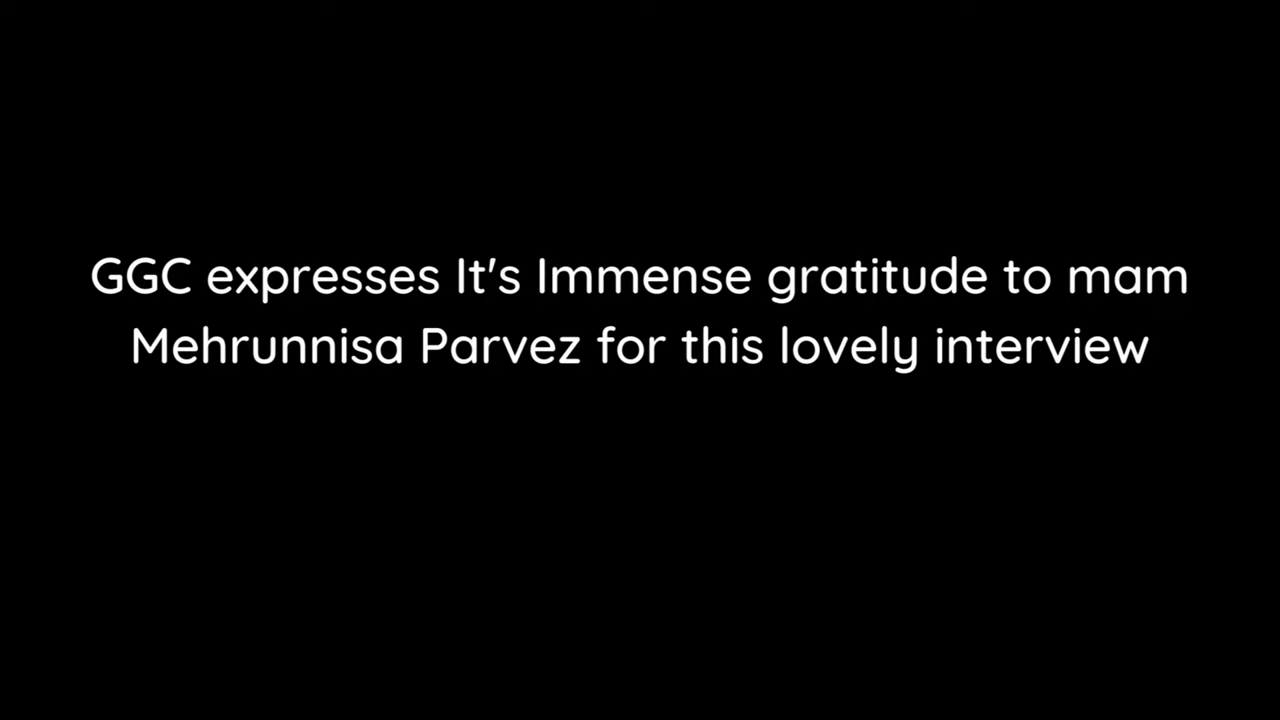 GGC expresses It's Immense gratitude to mam
Mehrunnisa Parvez for this lovely interview